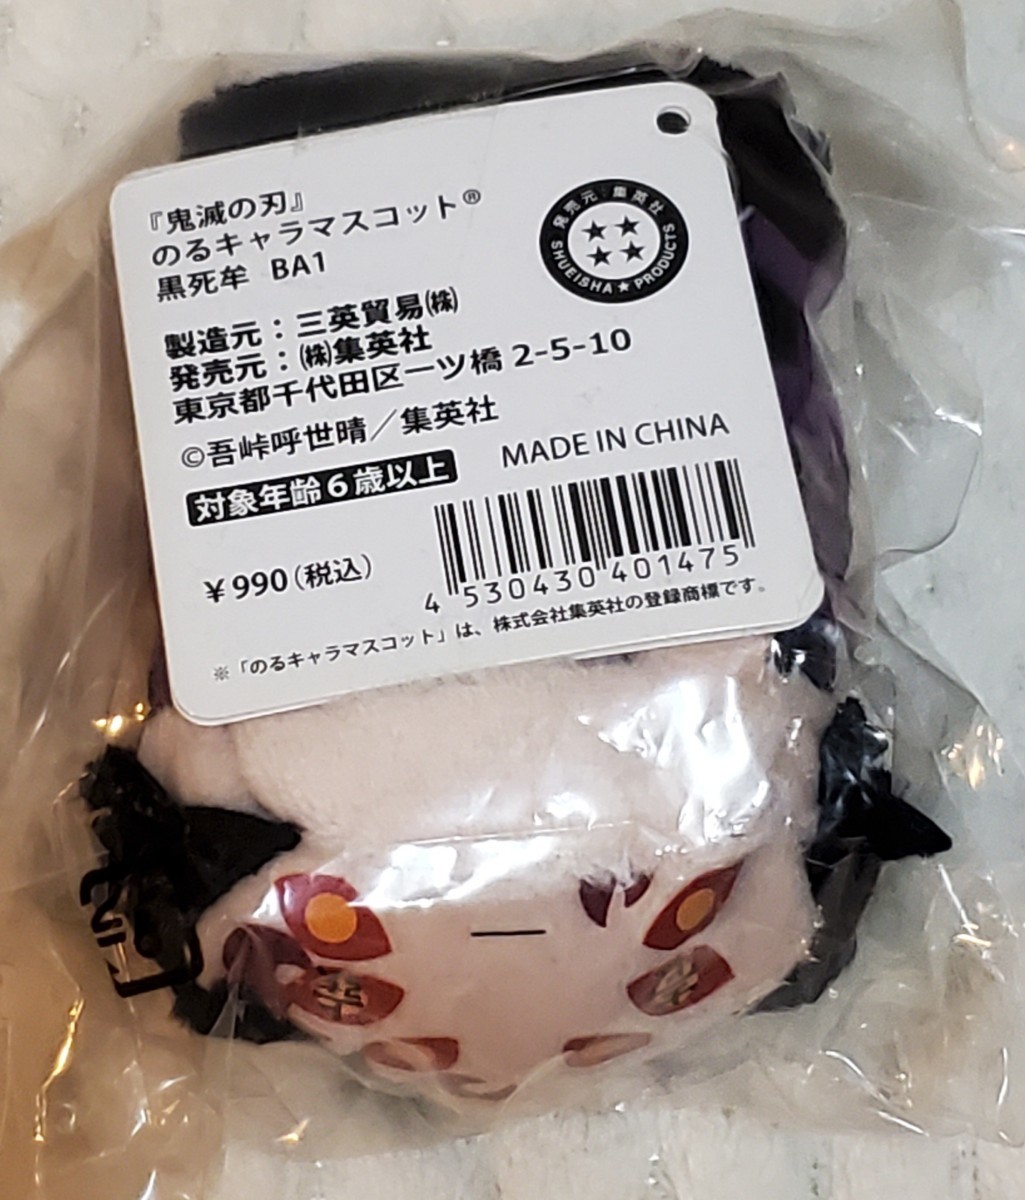 『鬼滅の刃』
のるキャラマスコット®
黒死牟 BA1
発売元:集英社
SHUEISHA ★ PRODUCTS
製造元：三英貿易㈱
発売元：㈱集英社
東京都千代田区一ツ橋 2-5-10
©吾峠呼世晴／集英社
MADE IN CHINA
対象年齢6歳以上
￥990(税込)
4 530430 401475
※「のるキャラマスコット」は、株式会社集英社の登録商標です。